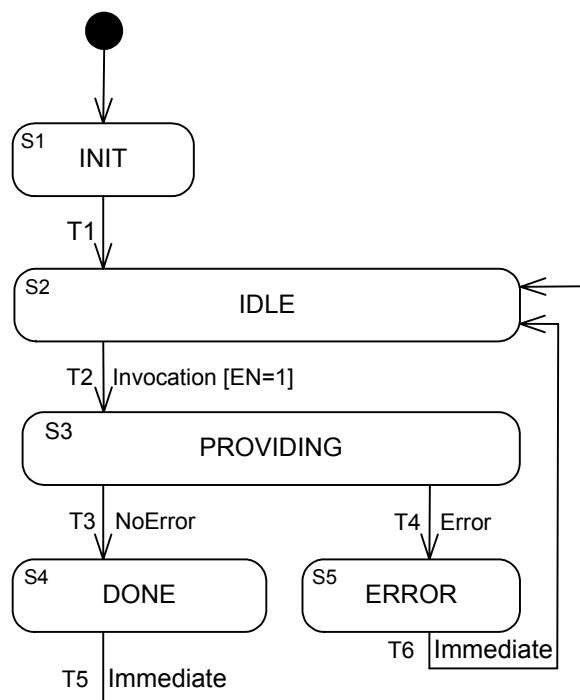 S1
INIT
T1
S2
IDLE
T2 Invocation [EN=1]
S3
PROVIDING
T3 NoError
T4 Error
S4
DONE
S5
ERROR
T5 Immediate
T6 Immediate